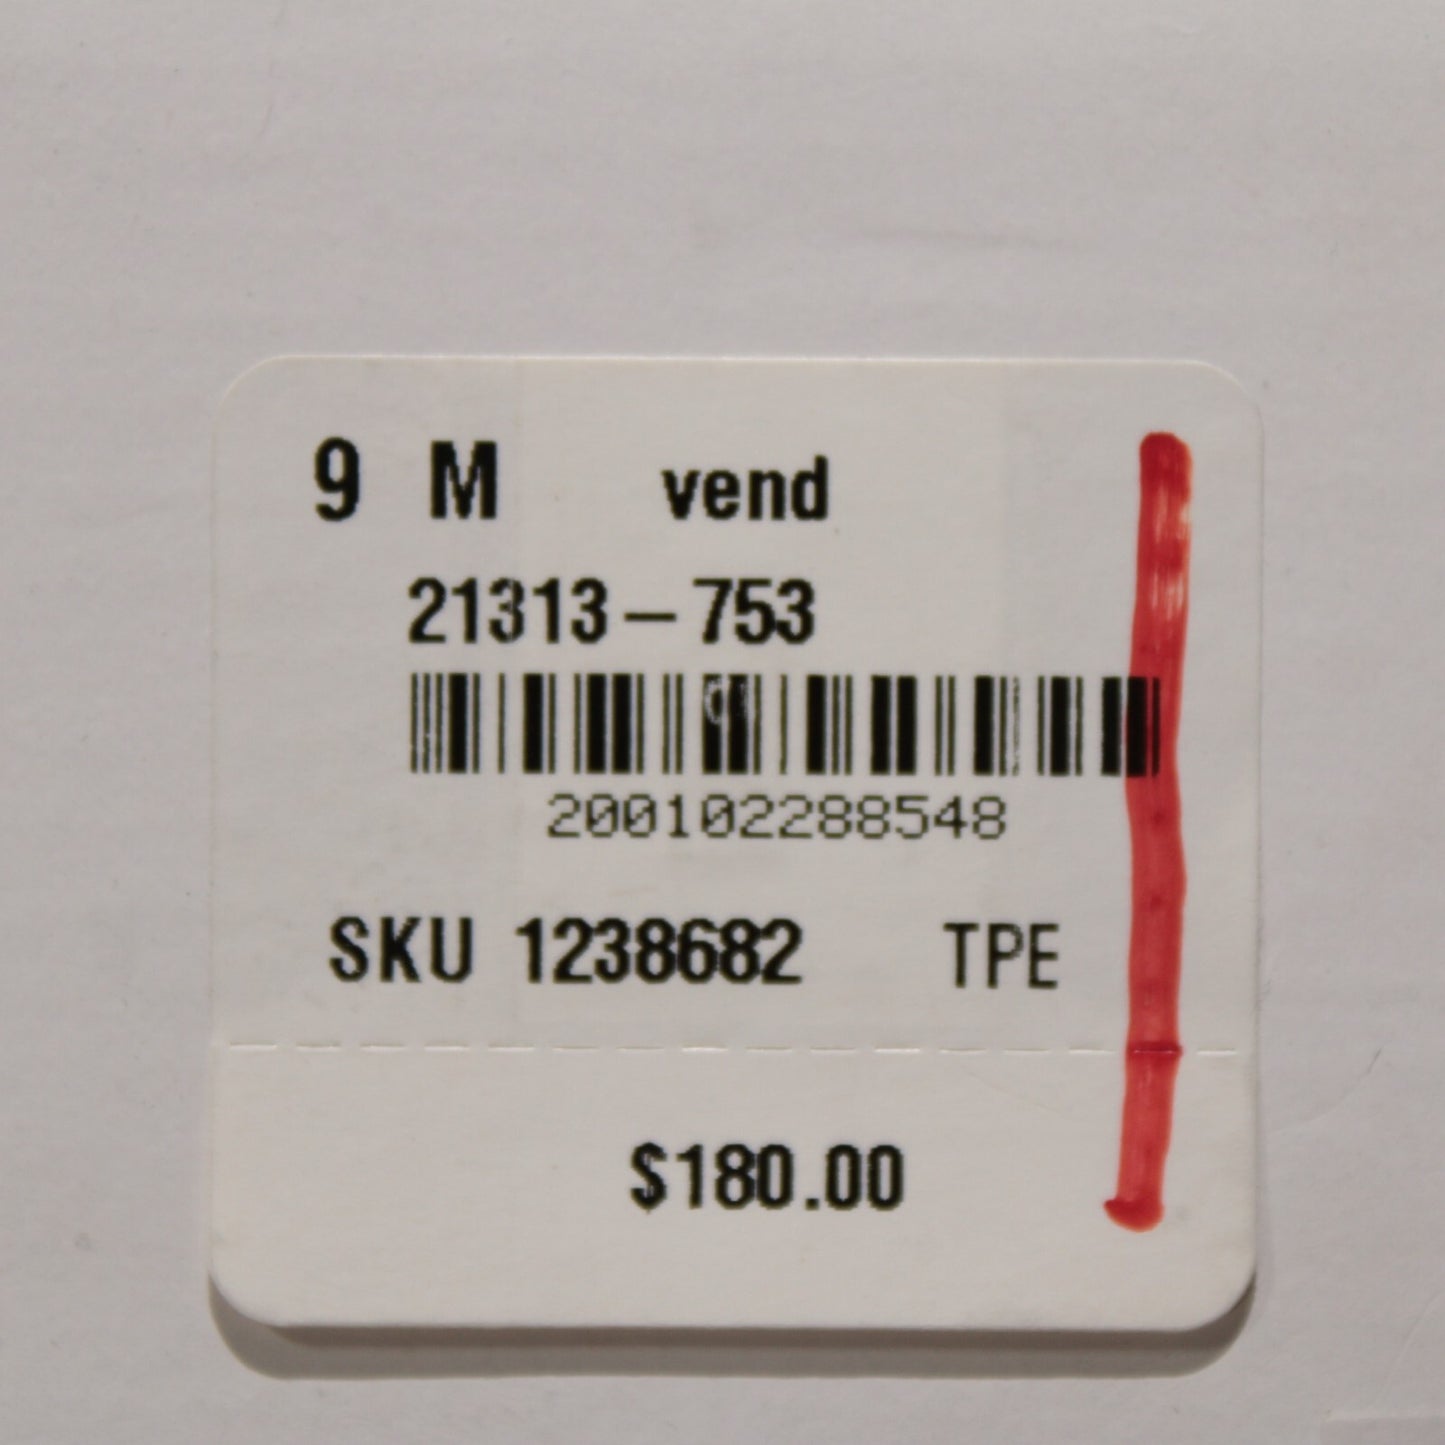 9 M vend
21313-753
200102288548
SKU 1238682 TPE
$180.00